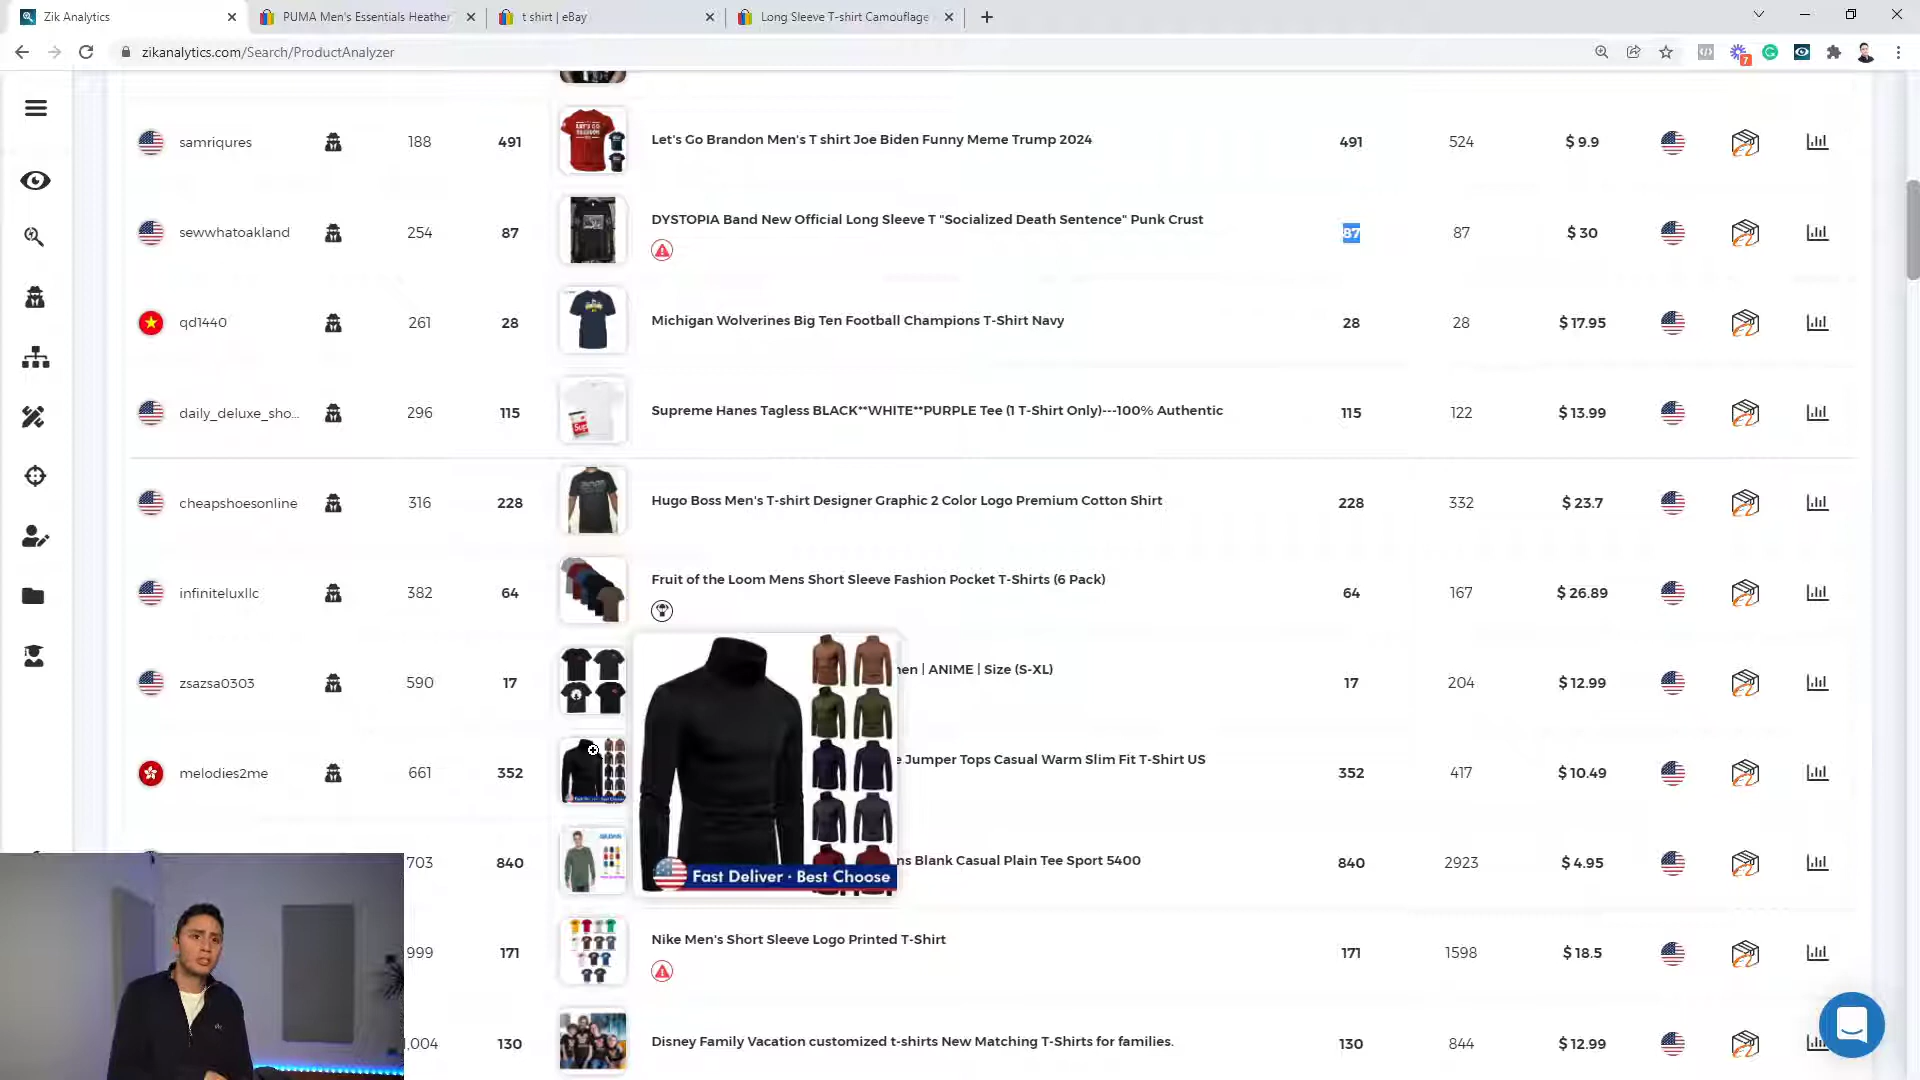 Zik Analytics
PUMA Men's Essentials Heather
t shirt | eBay
Long Sleeve T-shirt Camouflage
zikanalytics.com/Search/ProductAnalyzer
7
samriqures 188 491 Let's Go Brandon Men's T shirt Joe Biden Funny Meme Trump 2024 491 524 $ 9.9
sewwhatoakland 254 87 DYSTOPIA Band New Official Long Sleeve T "Socialized Death Sentence" Punk Crust 87 87 $ 30
qd1440 261 28 Michigan Wolverines Big Ten Football Champions T-Shirt Navy 28 28 $ 17.95
daily_deluxe_sho... 296 115 Supreme Hanes Tagless BLACK**WHITE**PURPLE Tee (1 T-Shirt Only)---100% Authentic 115 122 $ 13.99
cheapshoesonline 316 228 Hugo Boss Men's T-shirt Designer Graphic 2 Color Logo Premium Cotton Shirt 228 332 $ 23.7
infiniteluxllc 382 64 Fruit of the Loom Mens Short Sleeve Fashion Pocket T-Shirts (6 Pack) 64 167 $ 26.89
zsazsa0303 590 17 nen | ANIME | Size (S-XL) 17 204 $ 12.99
melodies2me 661 352 e Jumper Tops Casual Warm Slim Fit T-Shirt US 352 417 $ 10.49
703 840 ns Blank Casual Plain Tee Sport 5400 840 2923 $ 4.95
Fast Deliver · Best Choose
999 171 Nike Men's Short Sleeve Logo Printed T-Shirt 171 1598 $ 18.5
1,004 130 Disney Family Vacation customized t-shirts New Matching T-Shirts for families. 130 844 $ 12.99